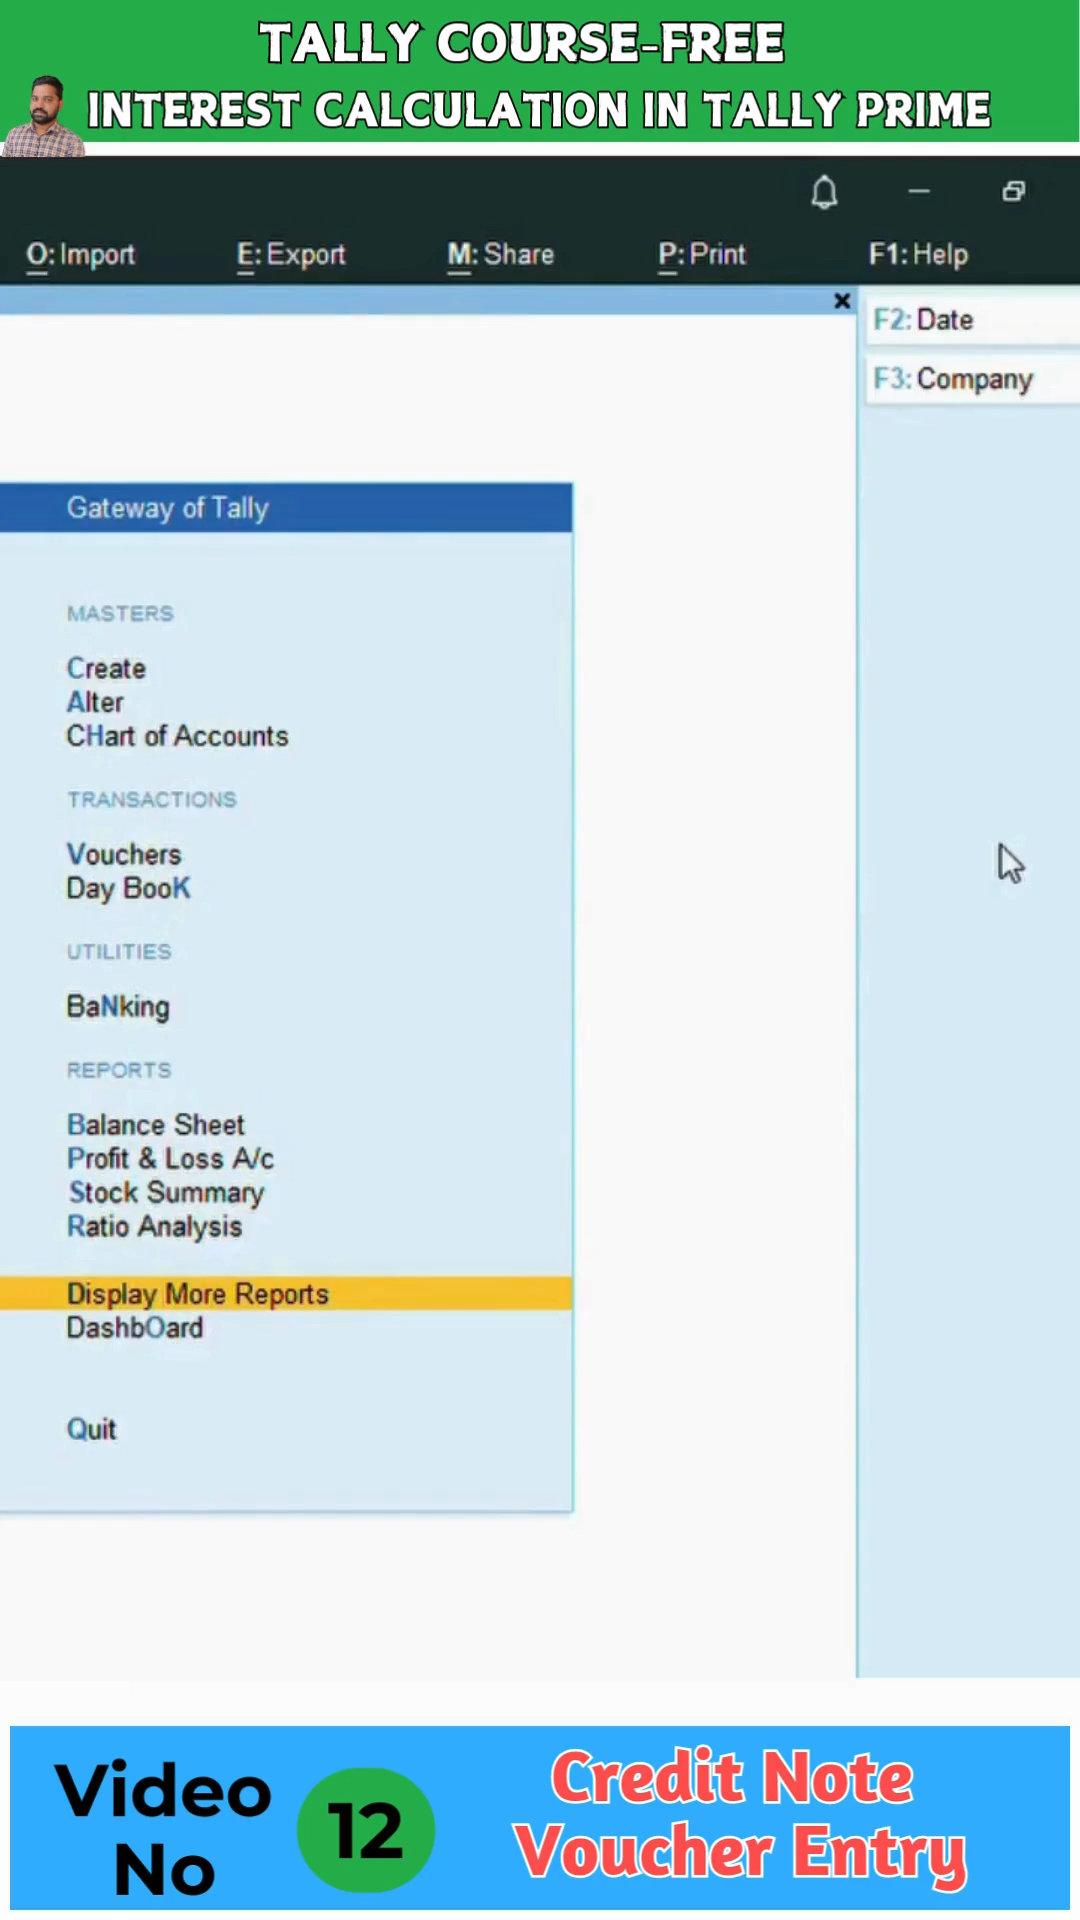 TALLY COURSE-FREE
INTEREST CALCULATION IN TALLY PRIME
O: Import E: Export M: Share P: Print F1: Help
F2: Date
F3: Company
Gateway of Tally
MASTERS
Create
Alter
CHart of Accounts
TRANSACTIONS
Vouchers
Day BooK
UTILITIES
BaNking
REPORTS
Balance Sheet
Profit & Loss A/c
Stock Summary
Ratio Analysis
Display More Reports
DashbOard
Quit
Video
No
12
Credit Note
Voucher Entry